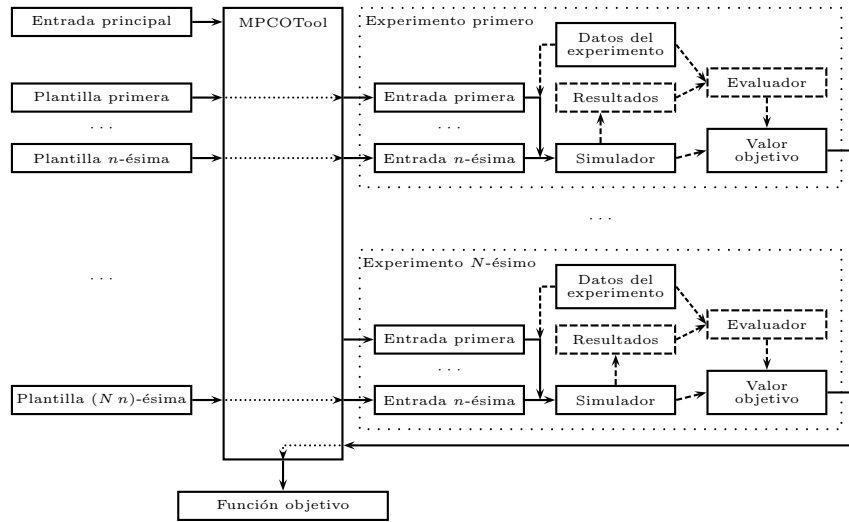 Entrada principal
MPCOTool
Experimento primero
Datos del
experimento
Plantilla primera
Entrada primera
Resultados
Evaluador
...
...
Plantilla n-ésima
Entrada n-ésima
Simulador
Valor
objetivo
...
...
Experimento N-ésimo
Datos del
experimento
Entrada primera
Resultados
Evaluador
...
Plantilla (N n)-ésima
Entrada n-ésima
Simulador
Valor
objetivo
Función objetivo